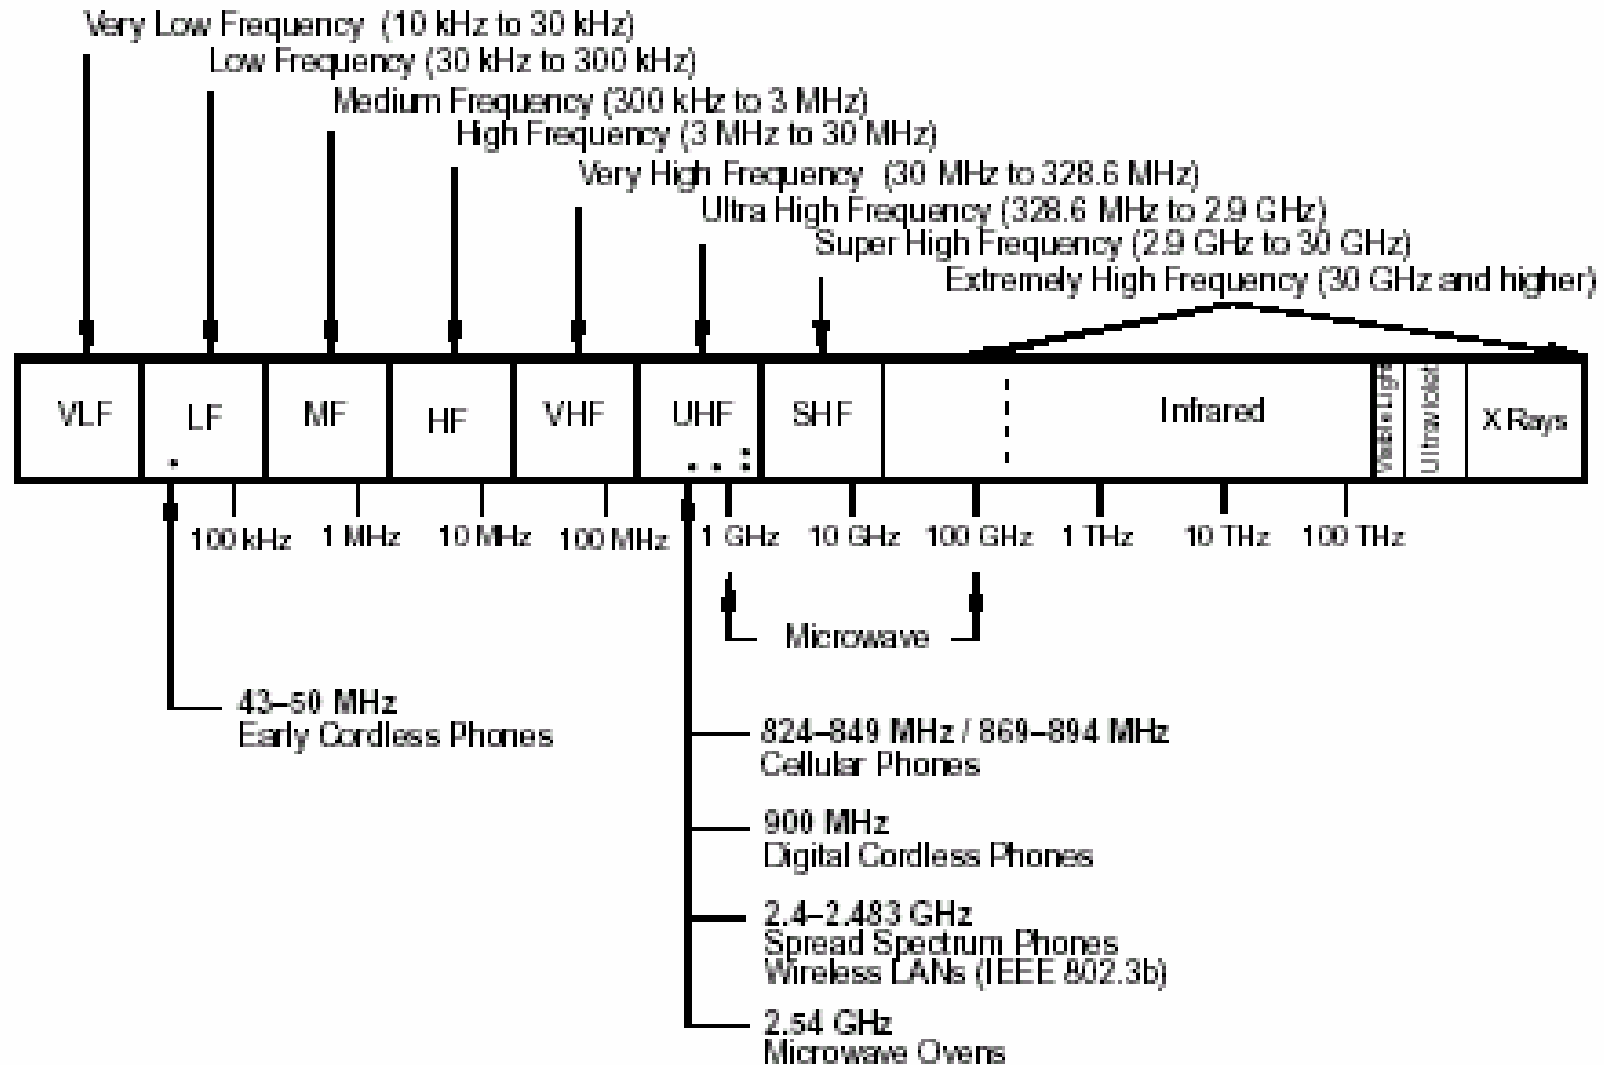 Very Low Frequency (10 kHz to 30 kHz)
Low Frequency (30 kHz to 300 kHz)
Medium Frequency (300 kHz to 3 MHz)
High Frequency (3 MHz to 30 MHz)
Very High Frequency (30 MHz to 328.6 MHz)
Ultra High Frequency (328.6 MHz to 2.9 GHz)
Super High Frequency (2.9 GHz to 30 GHz)
Extremely High Frequency (30 GHz and higher)
VLF LF MF HF VHF UHF SHF Infrared Visible Light Ultraviolet X Rays
100 kHz 1 MHz 10 MHz 100 MHz 1 GHz 10 GHz 100 GHz 1 THz 10 THz 100 THz
Microwave
43–50 MHz
Early Cordless Phones
824–849 MHz / 869–894 MHz
Cellular Phones
900 MHz
Digital Cordless Phones
2.4–2.483 GHz
Spread Spectrum Phones
Wireless LANs (IEEE 802.3b)
2.54 GHz
Microwave Ovens